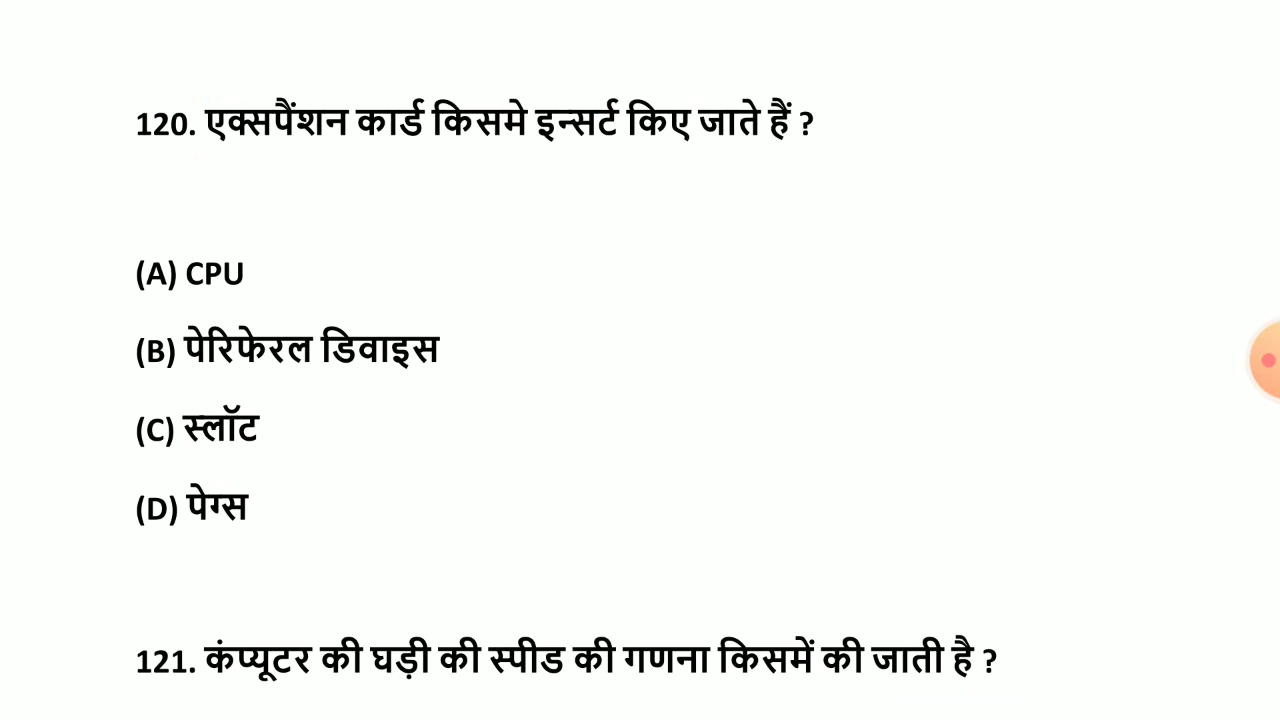 120. एक्सपैंशन कार्ड किसमे इन्सर्ट किए जाते हैं ?
(A) CPU
(B) पेरिफेरल डिवाइस
(C) स्लॉट
(D) पेग्स
121. कंप्यूटर की घड़ी की स्पीड की गणना किसमें की जाती है ?